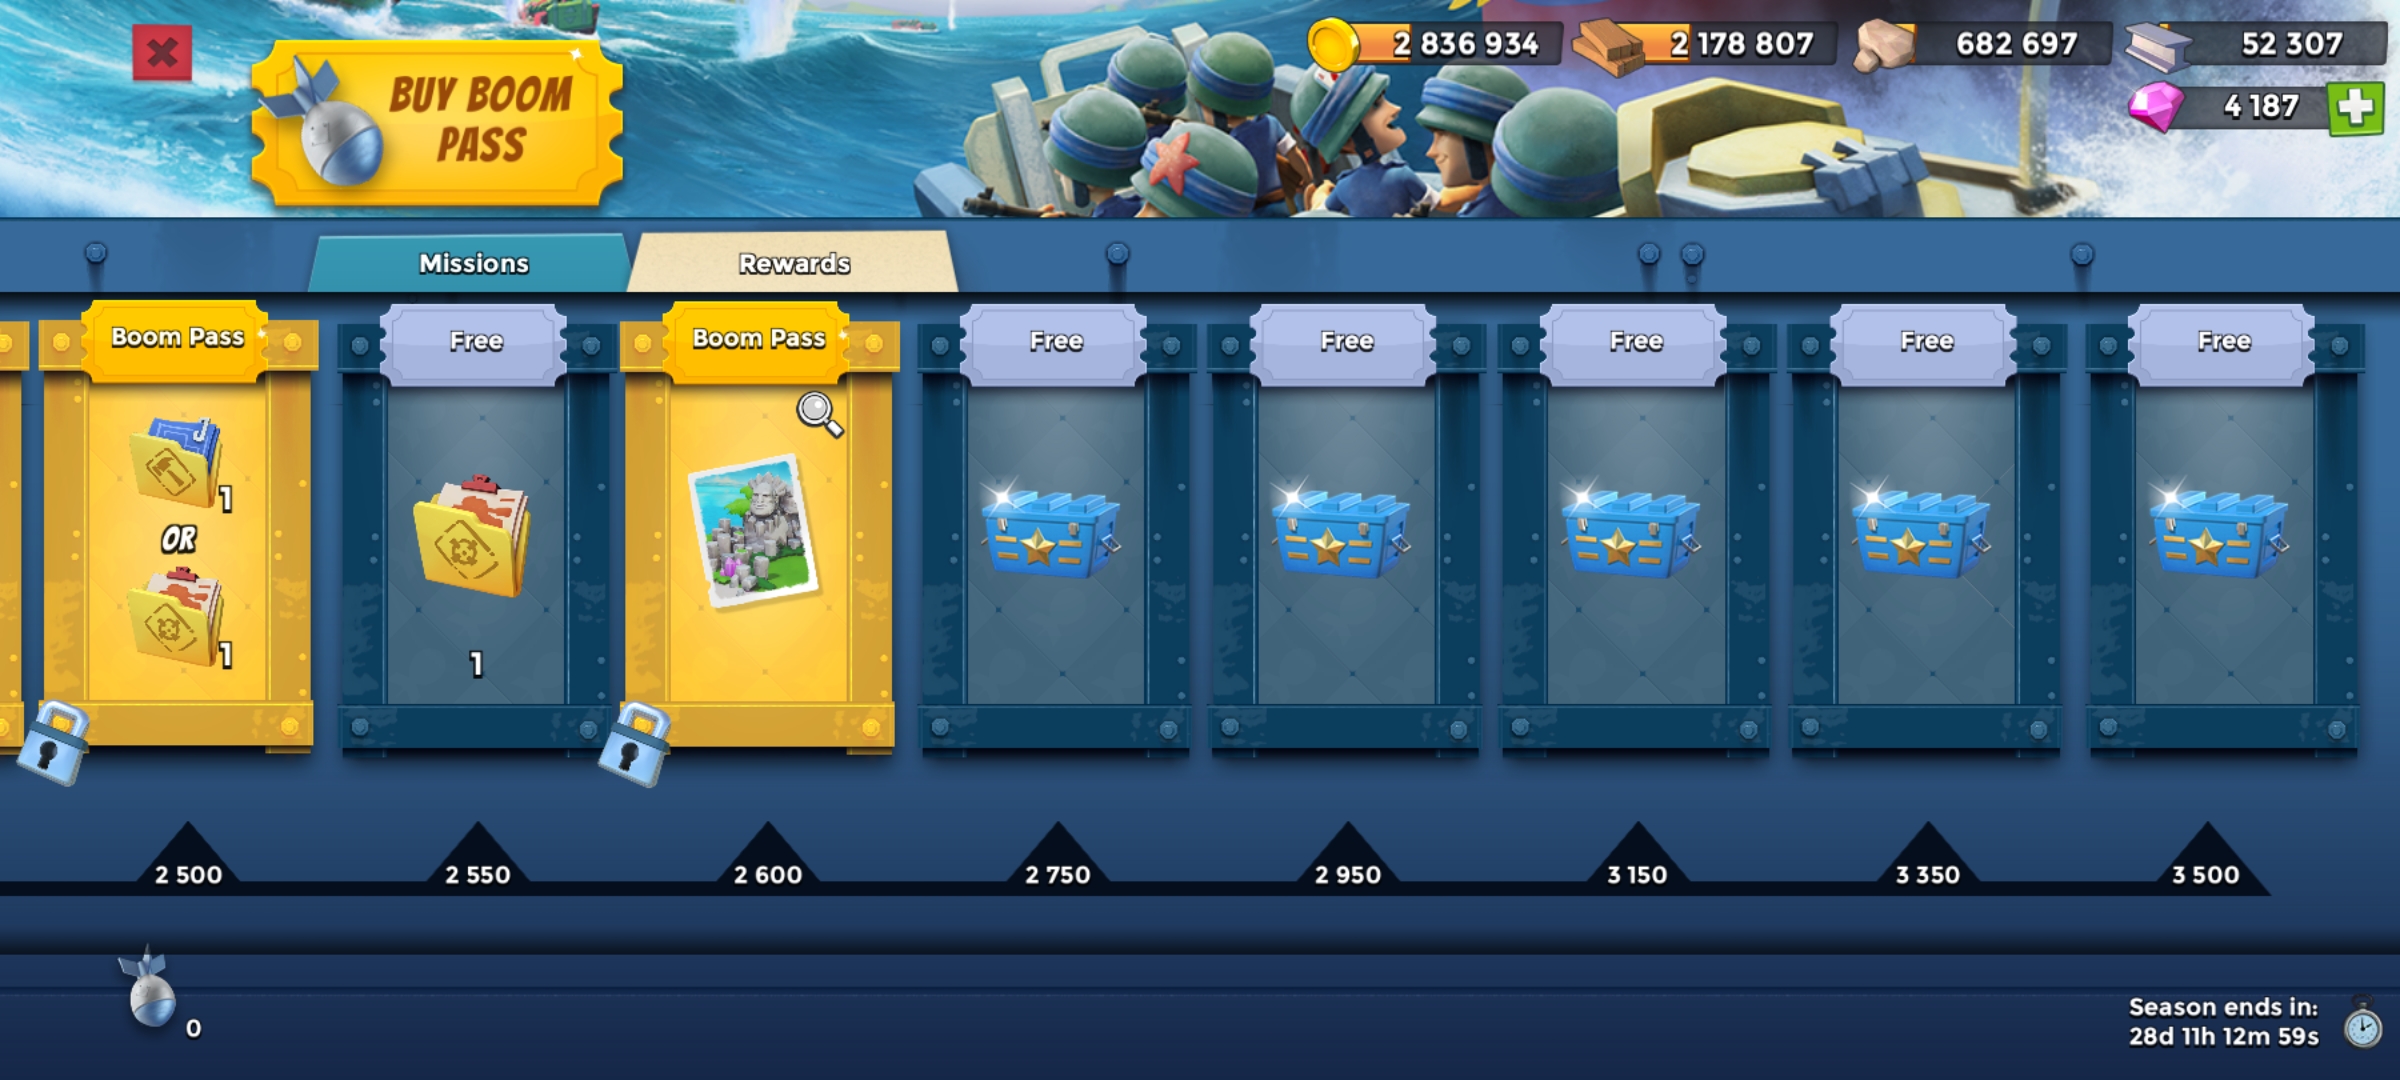 2 836 934
2 178 807
682 697
52 307
4 187
BUY BOOM
PASS
Missions
Rewards
Boom Pass
Free
Boom Pass
Free
Free
Free
Free
Free
1
OR
1
1
2 500
2 550
2 600
2 750
2 950
3 150
3 350
3 500
0
Season ends in:
28d 11h 12m 59s